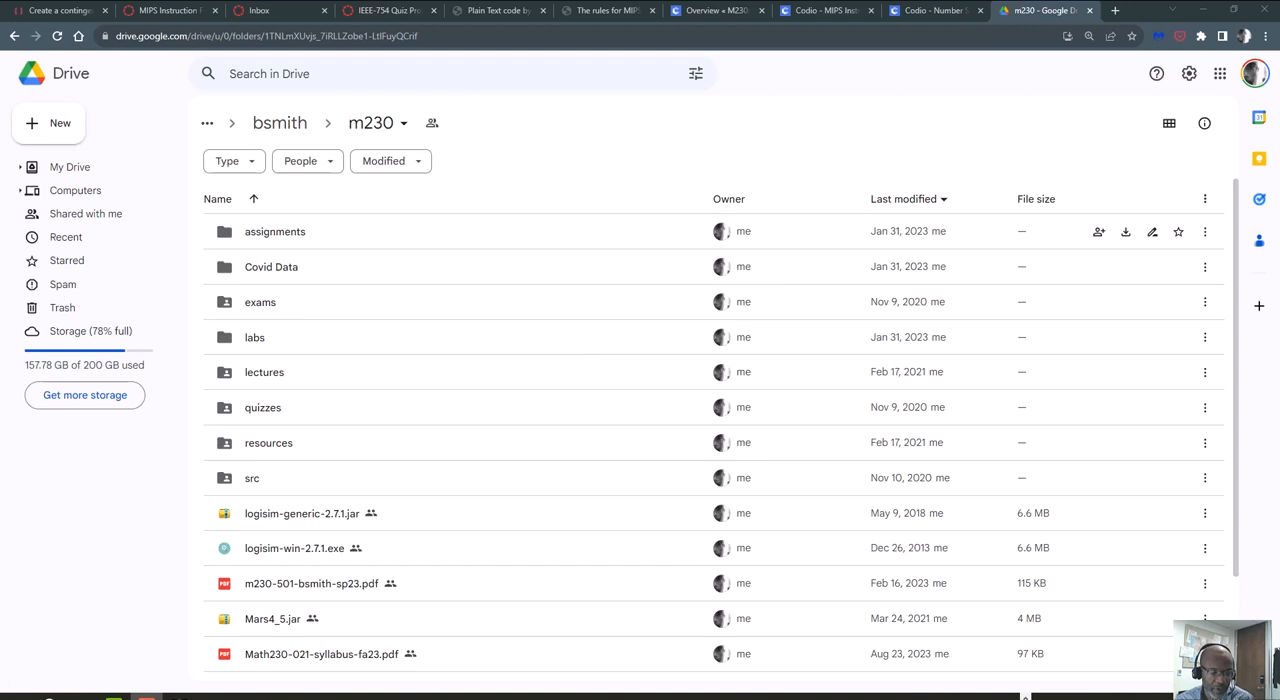 Create a conting
MIPS Instruction F
Inbox
IEEE-754 Quiz Pro
Plain Text code by
The rules for MIPS
Overview « M230
Codio - MIPS Inst
Codio - Number S
m230 - Google Dr
drive.google.com/drive/u/0/folders/1TNLmXUvjs_7iRLLZobe1-LtIFuyQCrif
Drive
Search in Drive
New
... > bsmith > m230
Type
People
Modified
My Drive
Computers
Shared with me
Recent
Starred
Spam
Trash
Storage (78% full)
157.78 GB of 200 GB used
Get more storage
Name Owner Last modified File size
assignments me Jan 31, 2023 me —
Covid Data me Jan 31, 2023 me —
exams me Nov 9, 2020 me —
labs me Jan 31, 2023 me —
lectures me Feb 17, 2021 me —
quizzes me Nov 9, 2020 me —
resources me Feb 17, 2021 me —
src me Nov 10, 2020 me —
logisim-generic-2.7.1.jar me May 9, 2018 me 6.6 MB
logisim-win-2.7.1.exe me Dec 26, 2013 me 6.6 MB
PDF m230-501-bsmith-sp23.pdf me Feb 16, 2023 me 115 KB
Mars4_5.jar me Mar 24, 2021 me 4 MB
PDF Math230-021-syllabus-fa23.pdf me Aug 23, 2023 me 97 KB